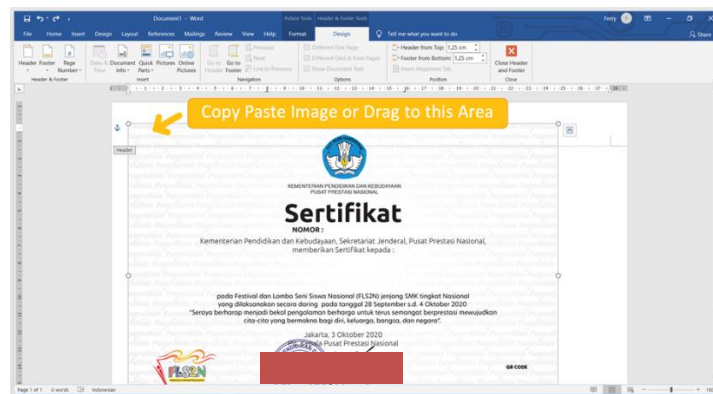 Document1 - Word
Picture Tools
Header & Footer Tools
Ferry
File Home Insert Design Layout References Mailings Review View Help Format Design Tell me what you want to do Share
Header Footer Page Number
Date & Time Document Info Quick Parts Pictures Online Pictures
Go to Header Go to Footer Previous Next Link to Previous
Different First Page
Different Odd & Even Pages
Show Document Text
Header from Top: 1,25 cm
Footer from Bottom: 1,25 cm
Insert Alignment Tab
Close Header and Footer
Header & Footer Insert Navigation Options Position Close
Copy Paste Image or Drag to this Area
Header
KEMENTERIAN PENDIDIKAN DAN KEBUDAYAAN
PUSAT PRESTASI NASIONAL
Sertifikat
NOMOR :
Kementerian Pendidikan dan Kebudayaan, Sekretariat Jenderal, Pusat Prestasi Nasional,
memberikan Sertifikat kepada :
pada Festival dan Lomba Seni Siswa Nasional (FLS2N) jenjang SMK tingkat Nasional
yang dilaksanakan secara daring pada tanggal 28 September s.d. 4 Oktober 2020
"Seraya berharap menjadi bekal pengalaman berharga untuk terus semangat berprestasi mewujudkan
cita-cita yang bermakna bagi diri, keluarga, bangsa, dan negara".
Jakarta, 3 Oktober 2020
Kepala Pusat Prestasi Nasional
FLS2N
QR CODE
Page 1 of 1 0 words Indonesian